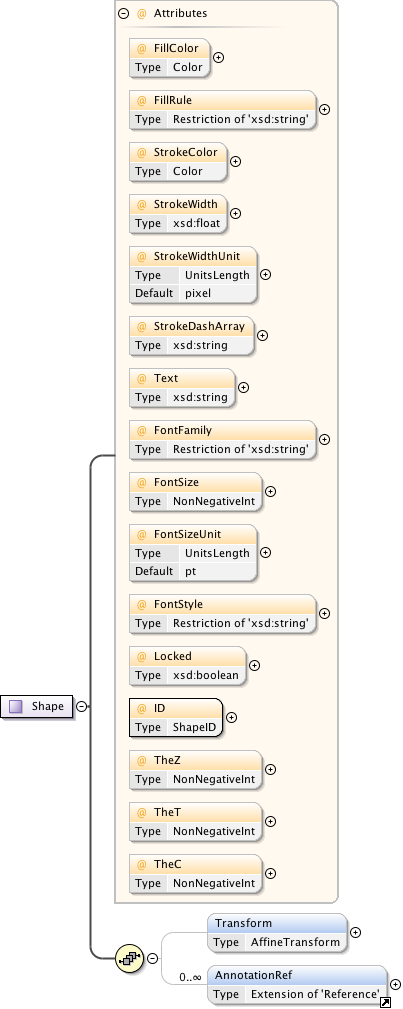 @ Attributes
@ FillColor
Type Color
@ FillRule
Type Restriction of 'xsd:string'
@ StrokeColor
Type Color
@ StrokeWidth
Type xsd:float
@ StrokeWidthUnit
Type UnitsLength
Default pixel
@ StrokeDashArray
Type xsd:string
@ Text
Type xsd:string
@ FontFamily
Type Restriction of 'xsd:string'
@ FontSize
Type NonNegativeInt
@ FontSizeUnit
Type UnitsLength
Default pt
@ FontStyle
Type Restriction of 'xsd:string'
@ Locked
Type xsd:boolean
Shape
@ ID
Type ShapeID
@ TheZ
Type NonNegativeInt
@ TheT
Type NonNegativeInt
@ TheC
Type NonNegativeInt
Transform
Type AffineTransform
0..∞
AnnotationRef
Type Extension of 'Reference'